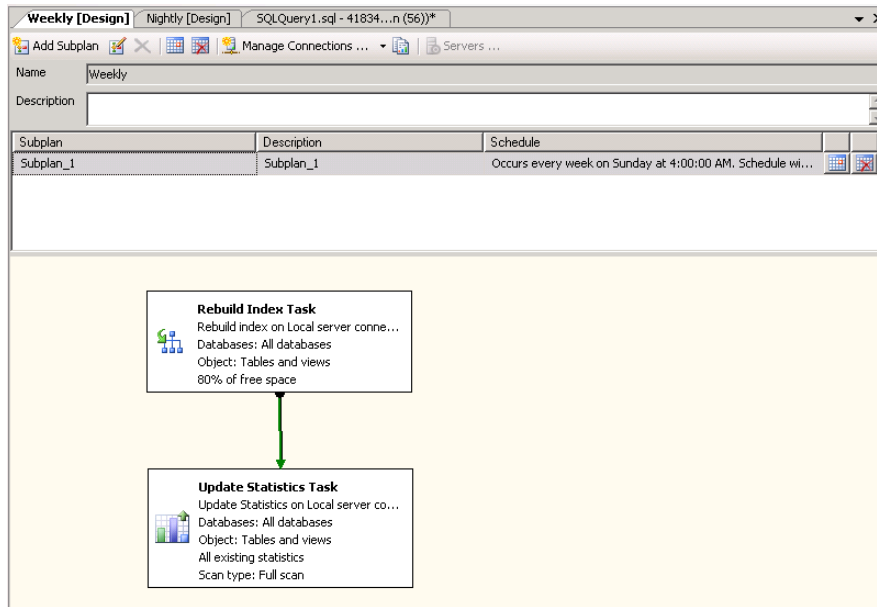 Weekly [Design] Nightly [Design] SQLQuery1.sql - 41834...n (56))*
Add Subplan Manage Connections ... Servers ...
Name Weekly
Description
Subplan Description Schedule
Subplan_1 Subplan_1 Occurs every week on Sunday at 4:00:00 AM. Schedule wi...
Rebuild Index Task
Rebuild index on Local server conne...
Databases: All databases
Object: Tables and views
80% of free space
Update Statistics Task
Update Statistics on Local server co...
Databases: All databases
Object: Tables and views
All existing statistics
Scan type: Full scan